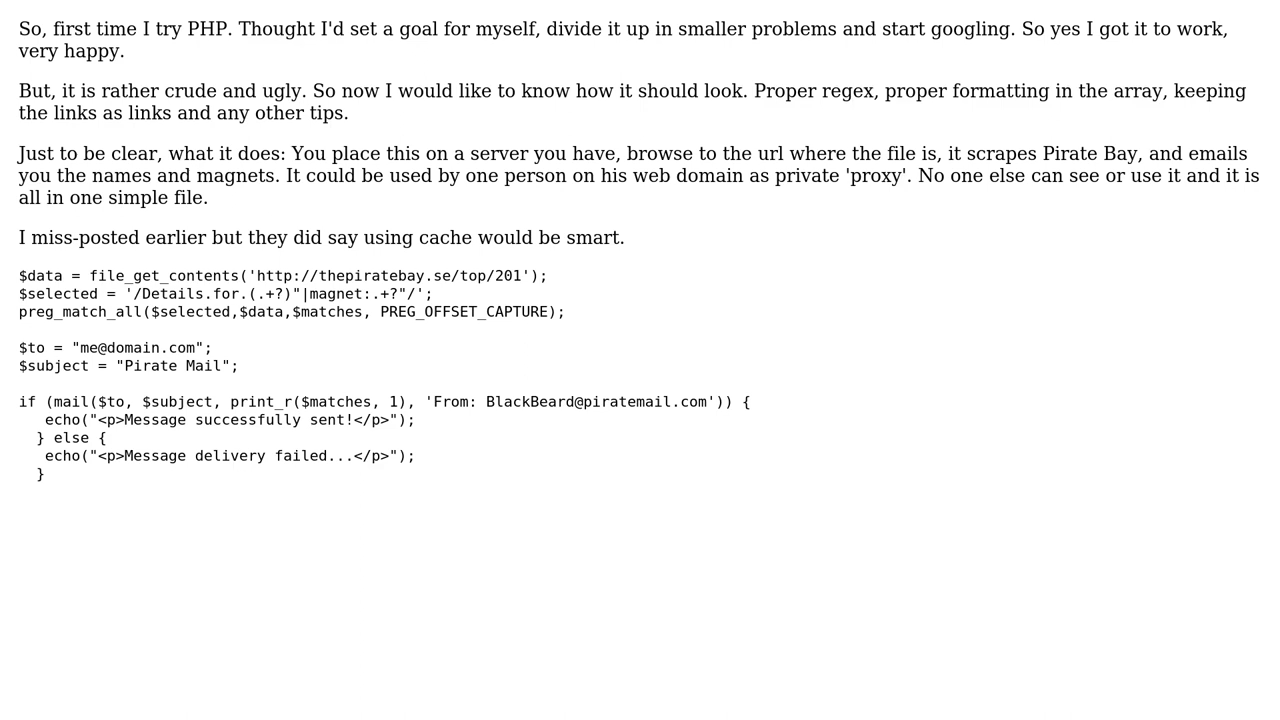 So, first time I try PHP. Thought I'd set a goal for myself, divide it up in smaller problems and start googling. So yes I got it to work,
very happy.
But, it is rather crude and ugly. So now I would like to know how it should look. Proper regex, proper formatting in the array, keeping
the links as links and any other tips.
Just to be clear, what it does: You place this on a server you have, browse to the url where the file is, it scrapes Pirate Bay, and emails
you the names and magnets. It could be used by one person on his web domain as private 'proxy'. No one else can see or use it and it is
all in one simple file.
I miss-posted earlier but they did say using cache would be smart.
$data = file_get_contents('http://thepiratebay.se/top/201');
$selected = '/Details.for.(.+?)"|magnet:.+?"/';
preg_match_all($selected,$data,$matches, PREG_OFFSET_CAPTURE);
$to = "me@domain.com";
$subject = "Pirate Mail";
if (mail($to, $subject, print_r($matches, 1), 'From: BlackBeard@piratemail.com')) {
   echo("<p>Message successfully sent!</p>");
  } else {
   echo("<p>Message delivery failed...</p>");
  }